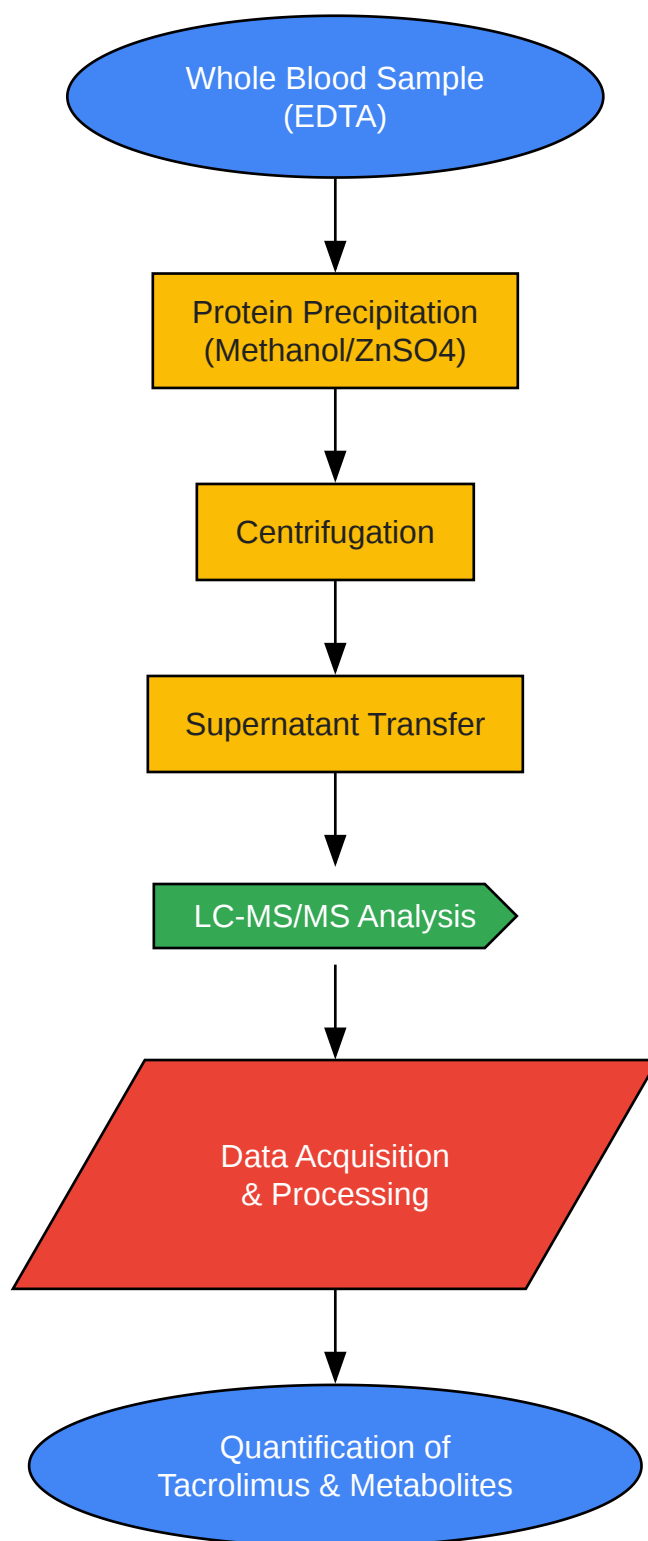 Whole Blood Sample
(EDTA)
Protein Precipitation
(Methanol/ZnSO4)
Centrifugation
Supernatant Transfer
LC-MS/MS Analysis
Data Acquisition
& Processing
Quantification of
Tacrolimus & Metabolites